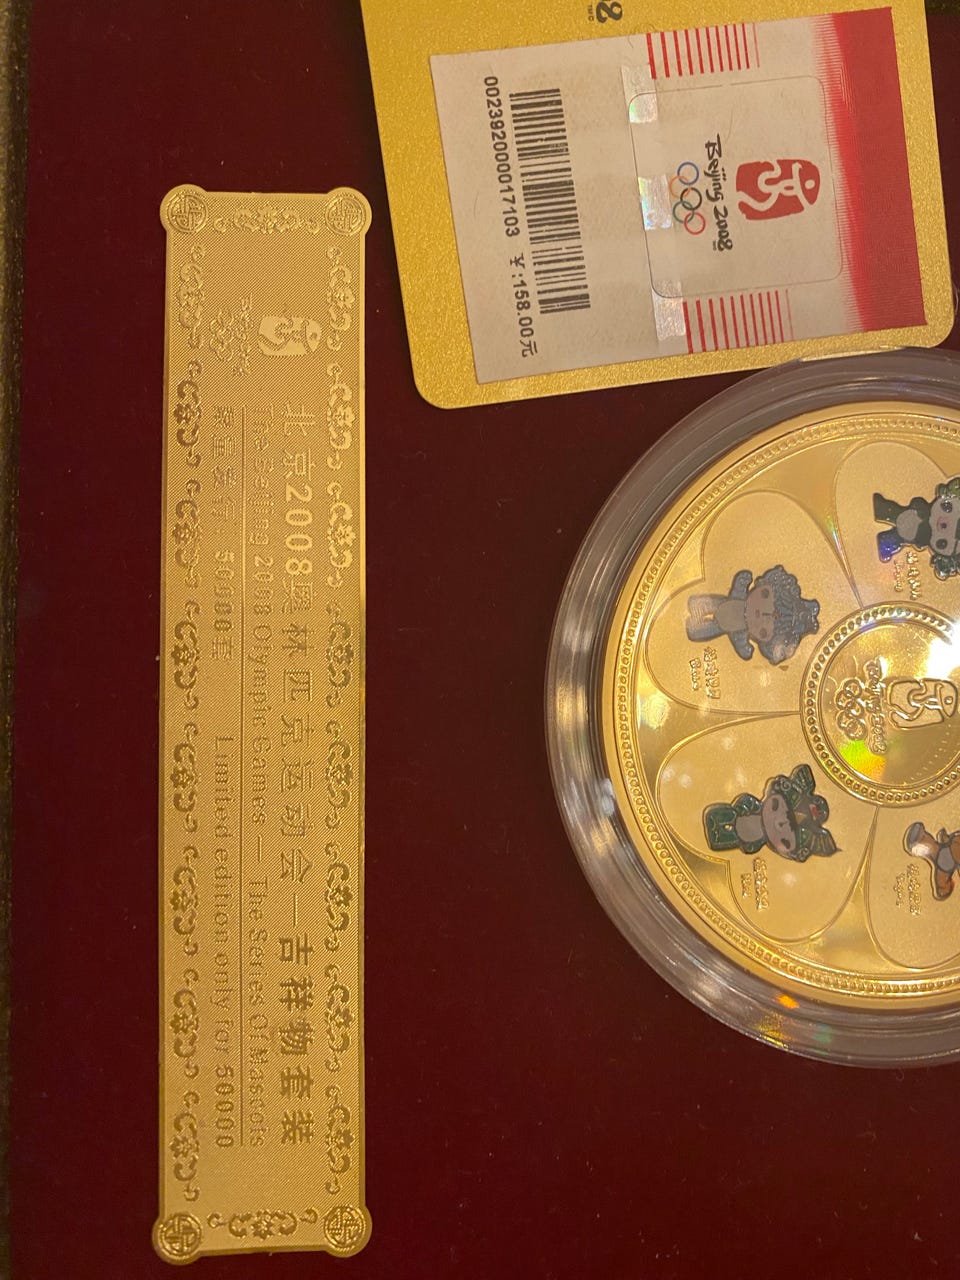 Beijing 2008
北京2008奥林匹克运动会—吉祥物套装
The Beijing 2008 Olympic Games — The Series Of Mascots
限量发行：50000套 Limited edition only for 50000
08
Beijing 2008
002392000017103 ¥:158.00元
Beijing 2008